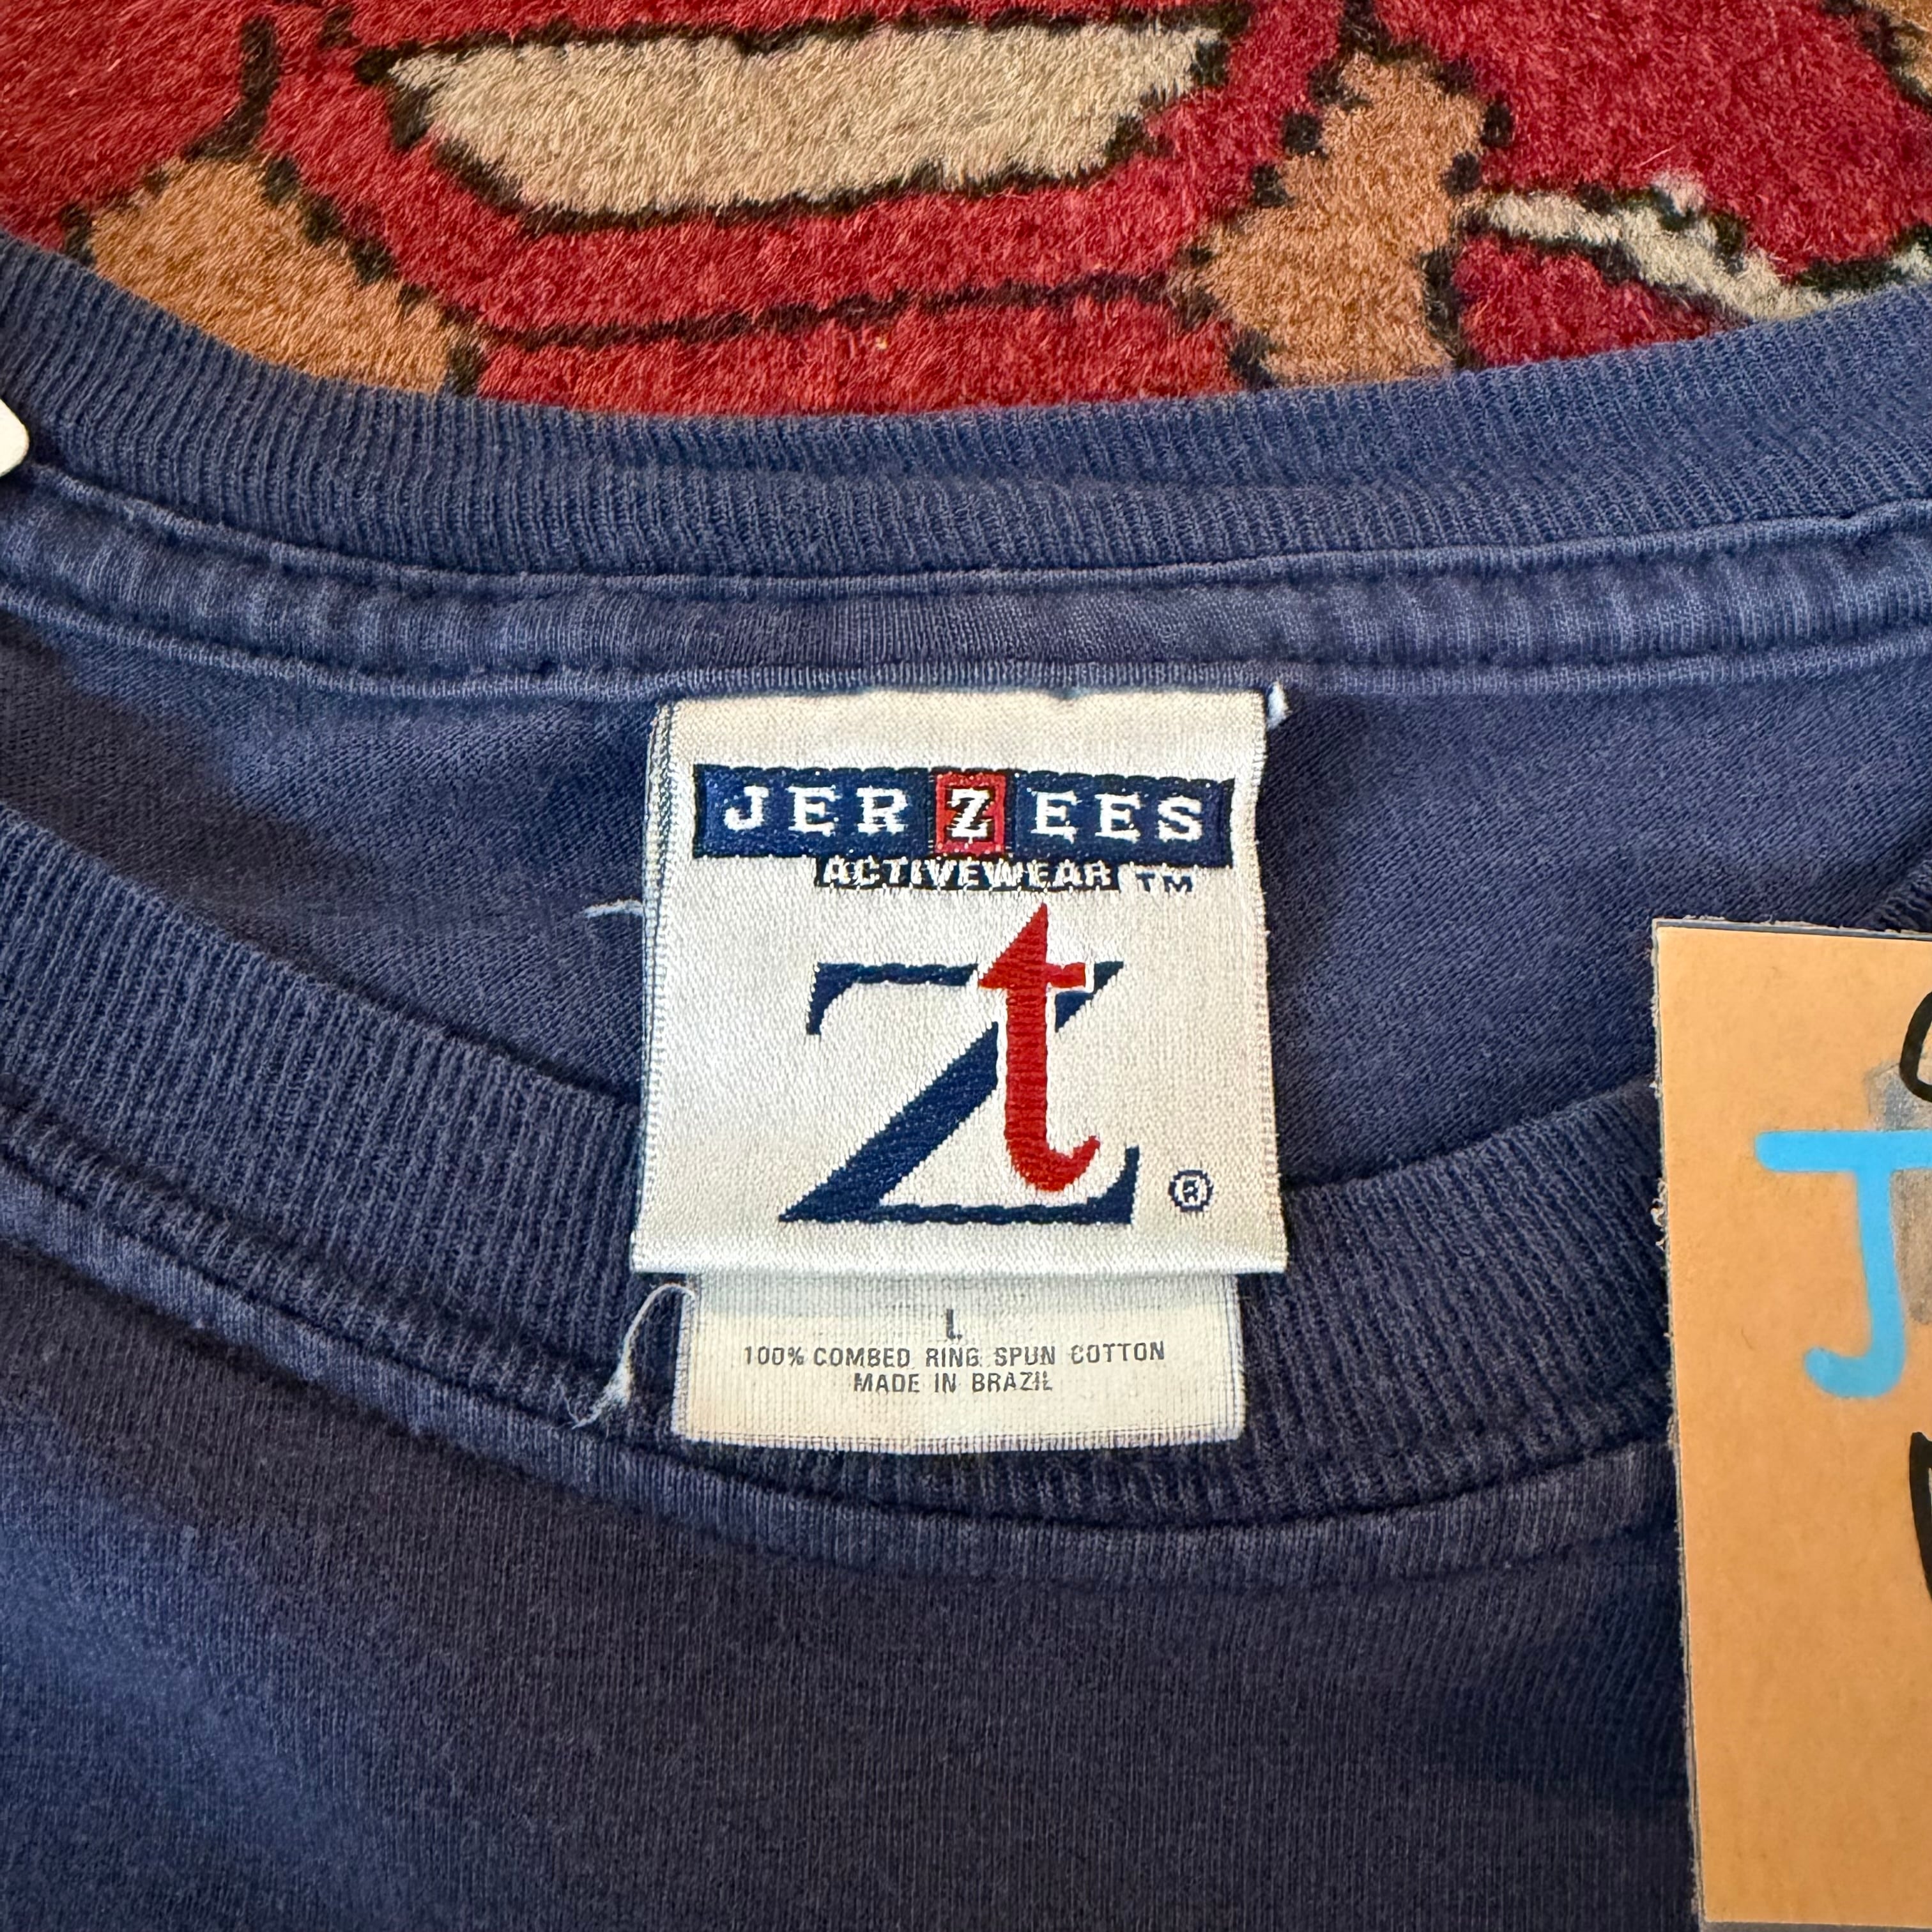 JERZEES
ACTIVEWEAR ™
Zt ®
L
100% COMBED RING SPUN COTTON
MADE IN BRAZIL
J